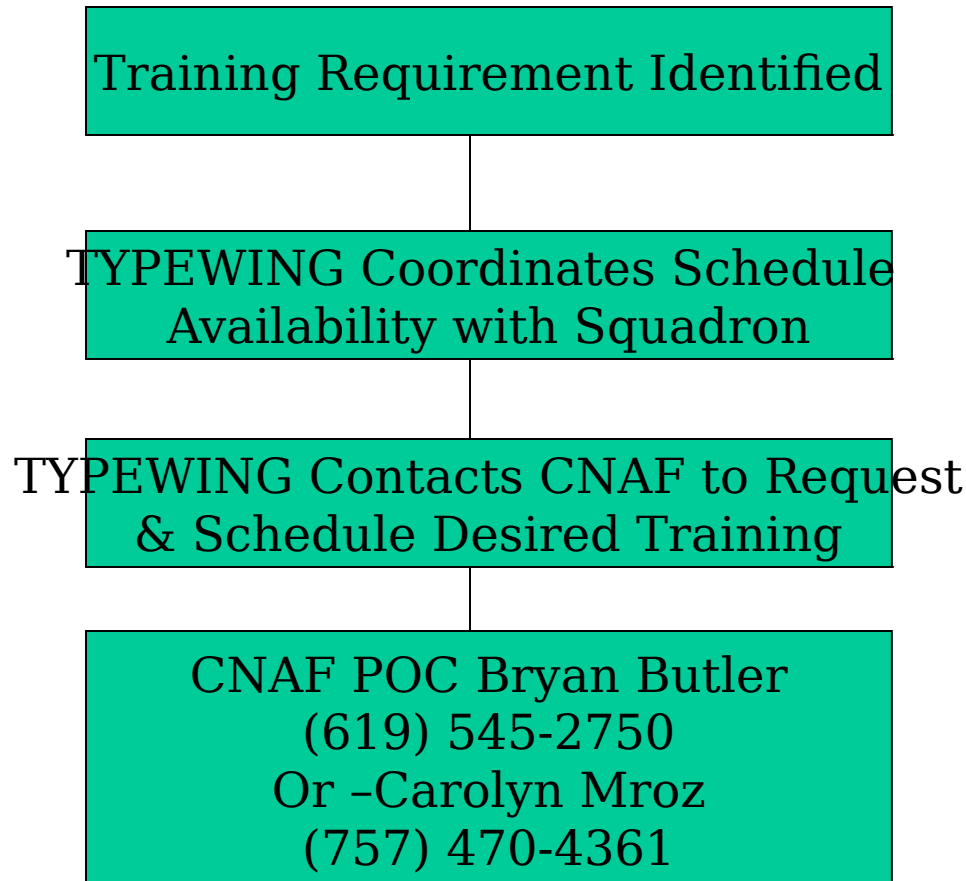 Training Requirement Identified
TYPEWING Coordinates Schedule
Availability with Squadron
TYPEWING Contacts CNAF to Request
& Schedule Desired Training
CNAF POC Bryan Butler
(619) 545-2750
Or –Carolyn Mroz
(757) 470-4361